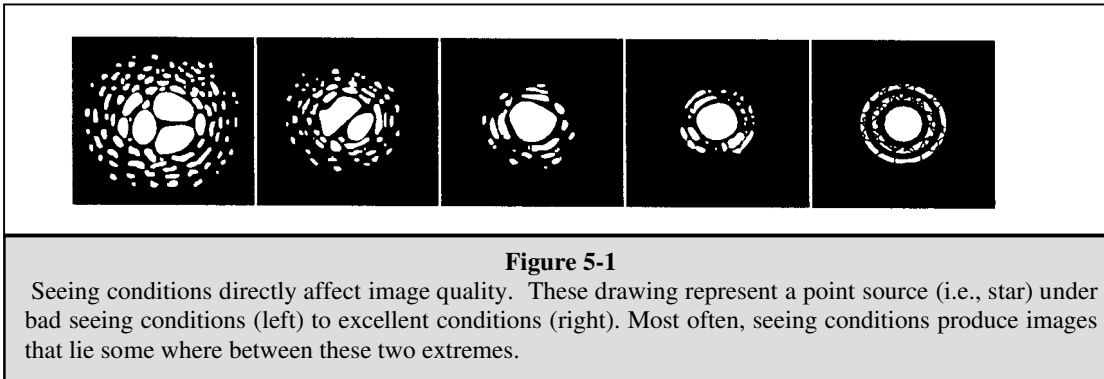 Figure 5-1
Seeing conditions directly affect image quality. These drawing represent a point source (i.e., star) under
bad seeing conditions (left) to excellent conditions (right). Most often, seeing conditions produce images
that lie some where between these two extremes.